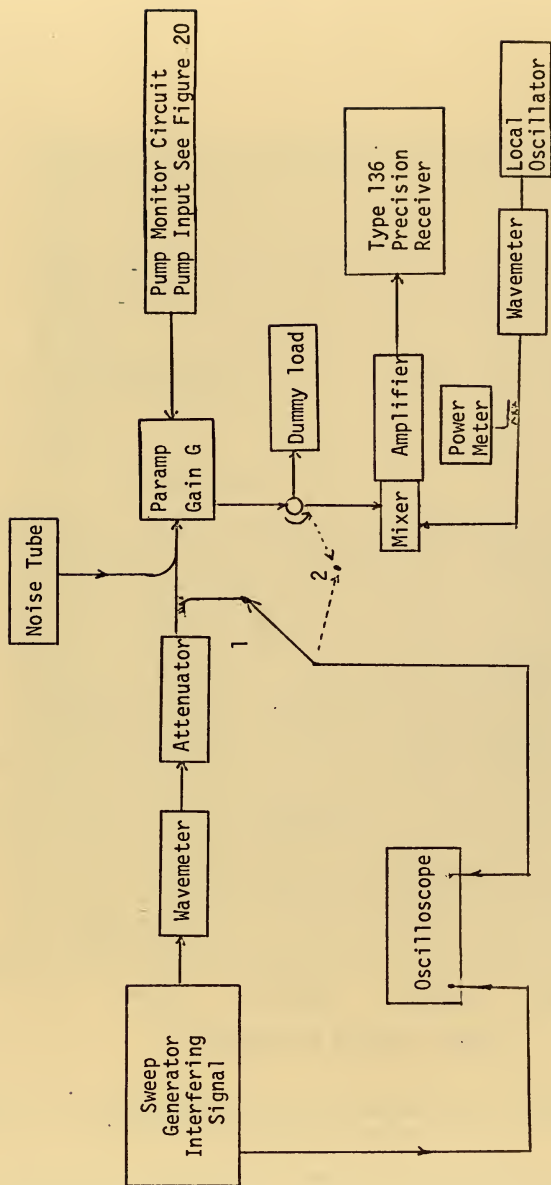 Noise Tube
Pump Monitor Circuit
Pump Input See Figure 20
Sweep
Generator
Interfering
Signal
Wavemeter
Attenuator
Paramp
Gain G
1
2
Dummy load
Oscilloscope
Mixer
Amplifier
Type 136
Precision
Receiver
Power
Meter
Wavemeter
Local
Oscillator